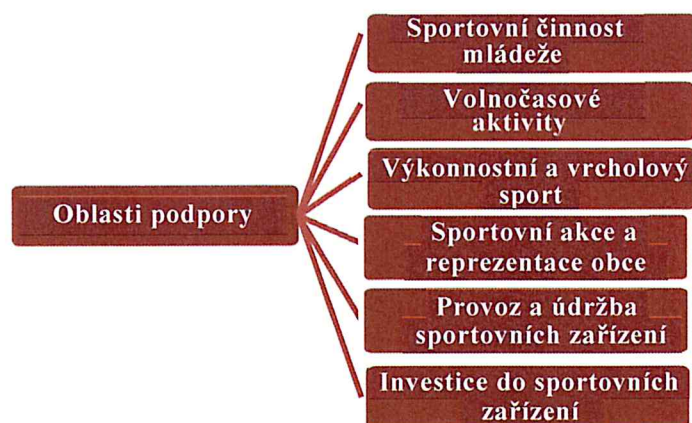 Sportovní činnost
mládeže
Volnočasové
aktivity
Výkonnostní a vrcholový
sport
Oblasti podpory
Sportovní akce a
reprezentace obce
Provoz a údržba
sportovních zařízení
Investice do sportovních
zařízení